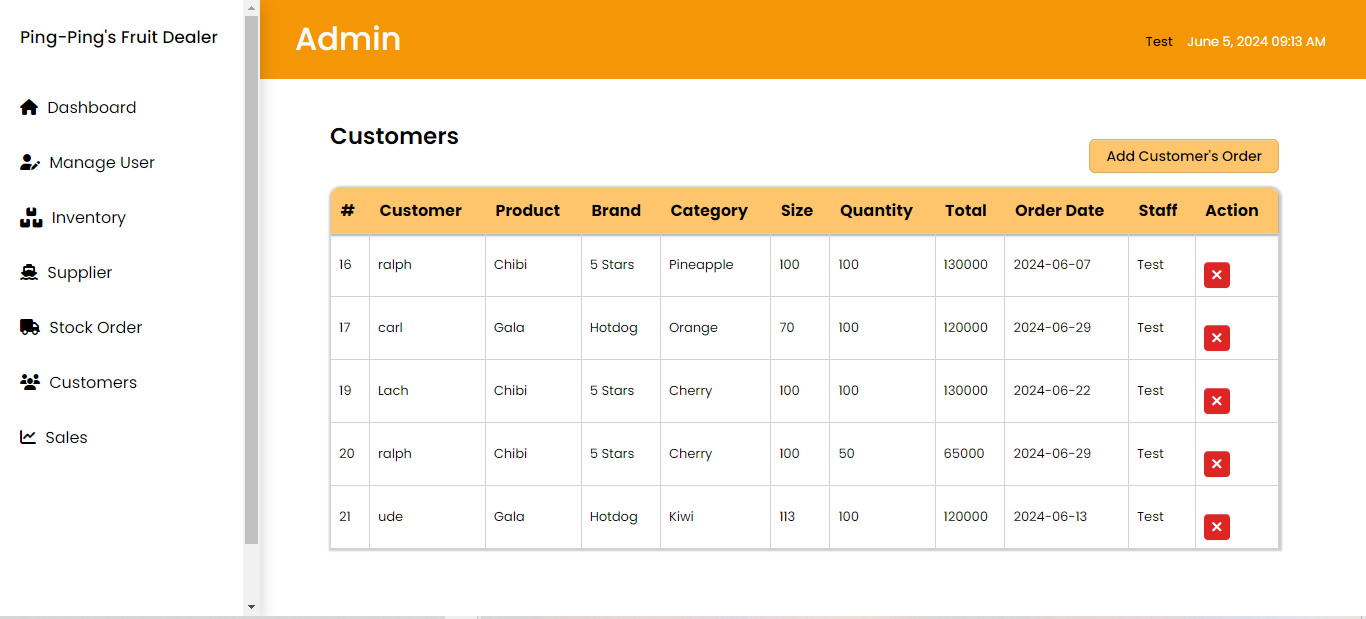 Ping-Ping's Fruit Dealer
Dashboard
Manage User
Inventory
Supplier
Stock Order
Customers
Sales
Admin
Test June 5, 2024 09:13 AM
Customers
Add Customer's Order
# Customer Product Brand Category Size Quantity Total Order Date Staff Action
16 ralph Chibi 5 Stars Pineapple 100 100 130000 2024-06-07 Test
17 carl Gala Hotdog Orange 70 100 120000 2024-06-29 Test
19 Lach Chibi 5 Stars Cherry 100 100 130000 2024-06-22 Test
20 ralph Chibi 5 Stars Cherry 100 50 65000 2024-06-29 Test
21 ude Gala Hotdog Kiwi 113 100 120000 2024-06-13 Test